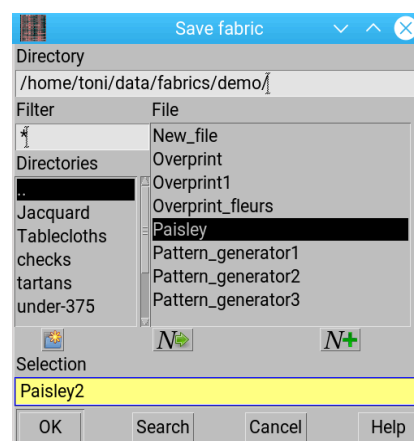 Save fabric
Directory
/home/toni/data/fabrics/demo/
Filter
*
Directories
..
Jacquard
Tablecloths
checks
tartans
under-375
File
New_file
Overprint
Overprint1
Overprint_fleurs
Paisley
Pattern_generator1
Pattern_generator2
Pattern_generator3
N
N+
Selection
Paisley2
OK Search Cancel Help